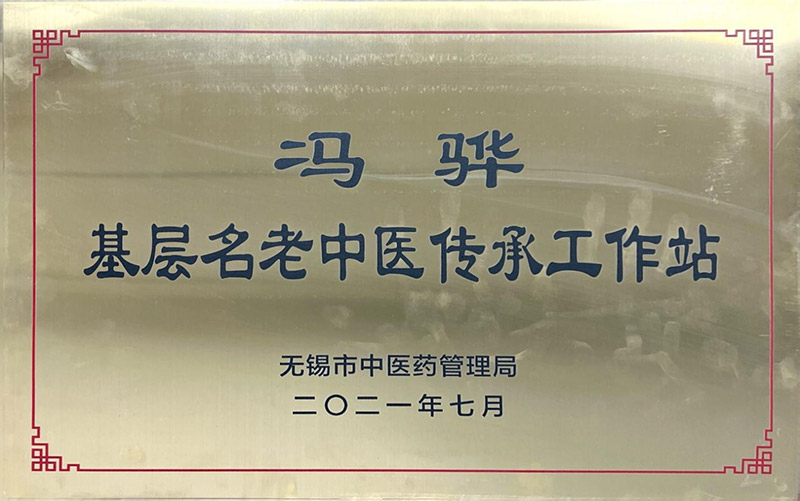 冯骅
基层名老中医传承工作站
无锡市中医药管理局
二〇二一年七月